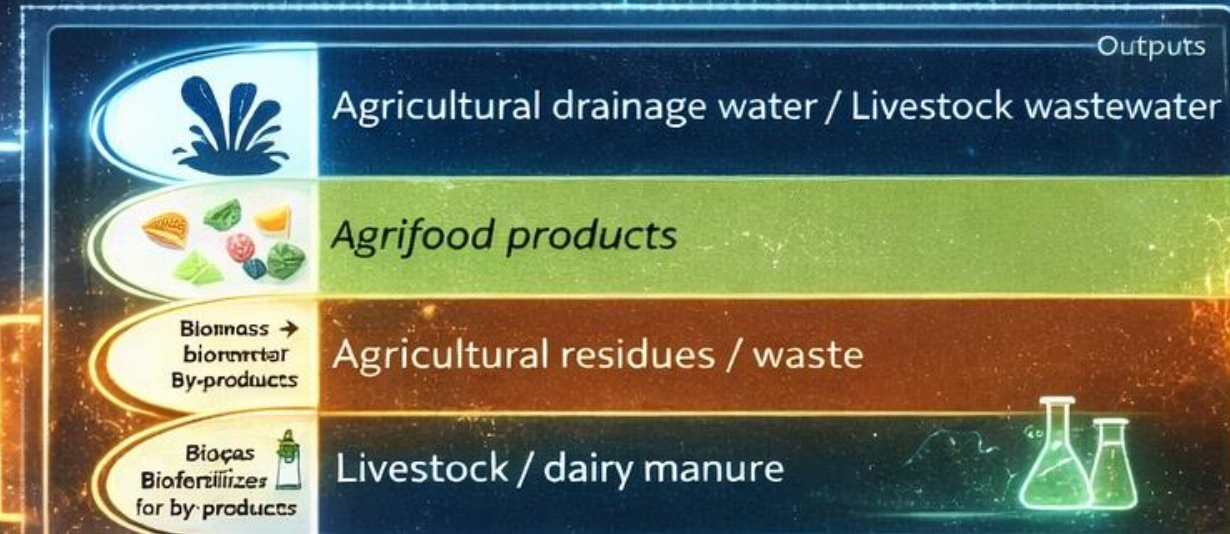 Outputs
Agricultural drainage water / Livestock wastewater
Agrifood products
Biomnass →
By-products
Agricultural residues / waste
Bioças
Biofertilizes
for by-products
Livestock / dairy manure